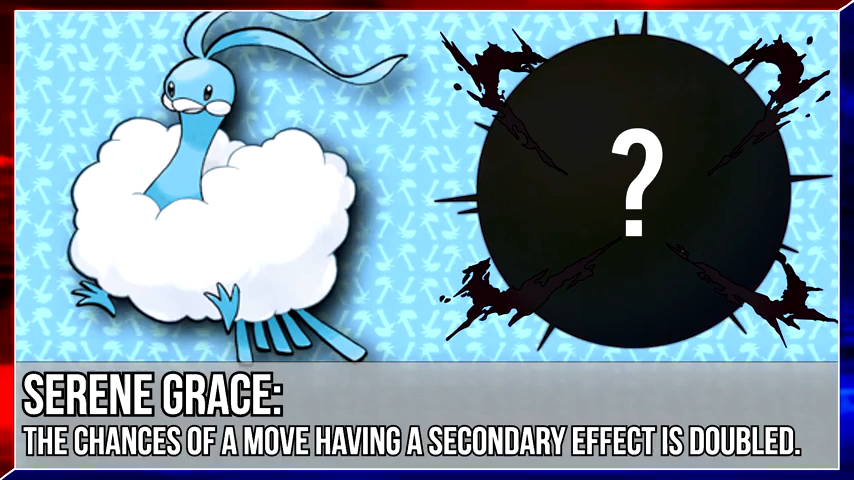 ?
SERENE GRACE:
THE CHANCES OF A MOVE HAVING A SECONDARY EFFECT IS DOUBLED.